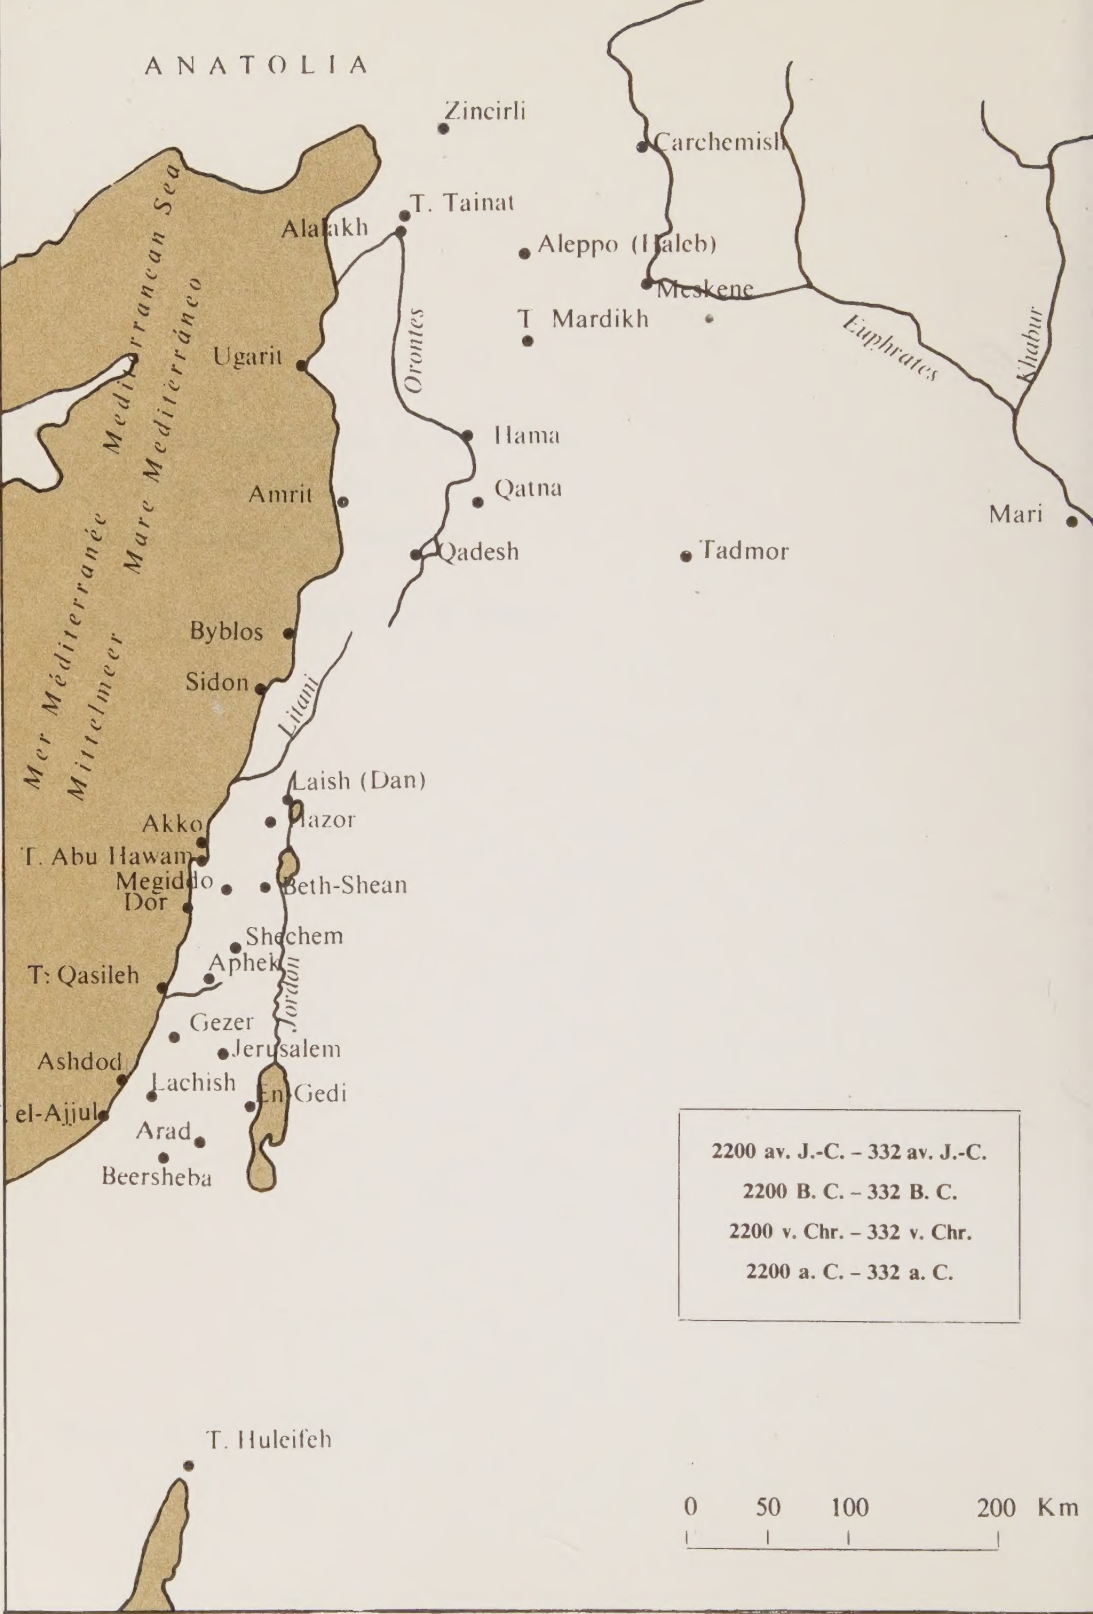 ANATOLIA
Zincirli
Carchemish
T. Tainat
Alalakh
Aleppo (Haleb)
Meskene
T Mardikh
Ugarit
Orontes
Euphrates
Khabur
Mediterranean Sea
Mare Mediterráneo
Mer Méditerranée
Mittelmeer
Hama
Amrit
Qatna
Mari
Qadesh
Tadmor
Byblos
Sidon
Litani
Laish (Dan)
Akko
Hazor
T. Abu Hawam
Megiddo
Beth-Shean
Dor
Shechem
Aphek
T: Qasileh
Jordon
Gezer
Jerusalem
Ashdod
Lachish
En-Gedi
el-Ajjul
Arad
Beersheba
2200 av. J.-C. – 332 av. J.-C.
2200 B. C. – 332 B. C.
2200 v. Chr. – 332 v. Chr.
2200 a. C. – 332 a. C.
T. Huleifeh
0 50 100 200 Km